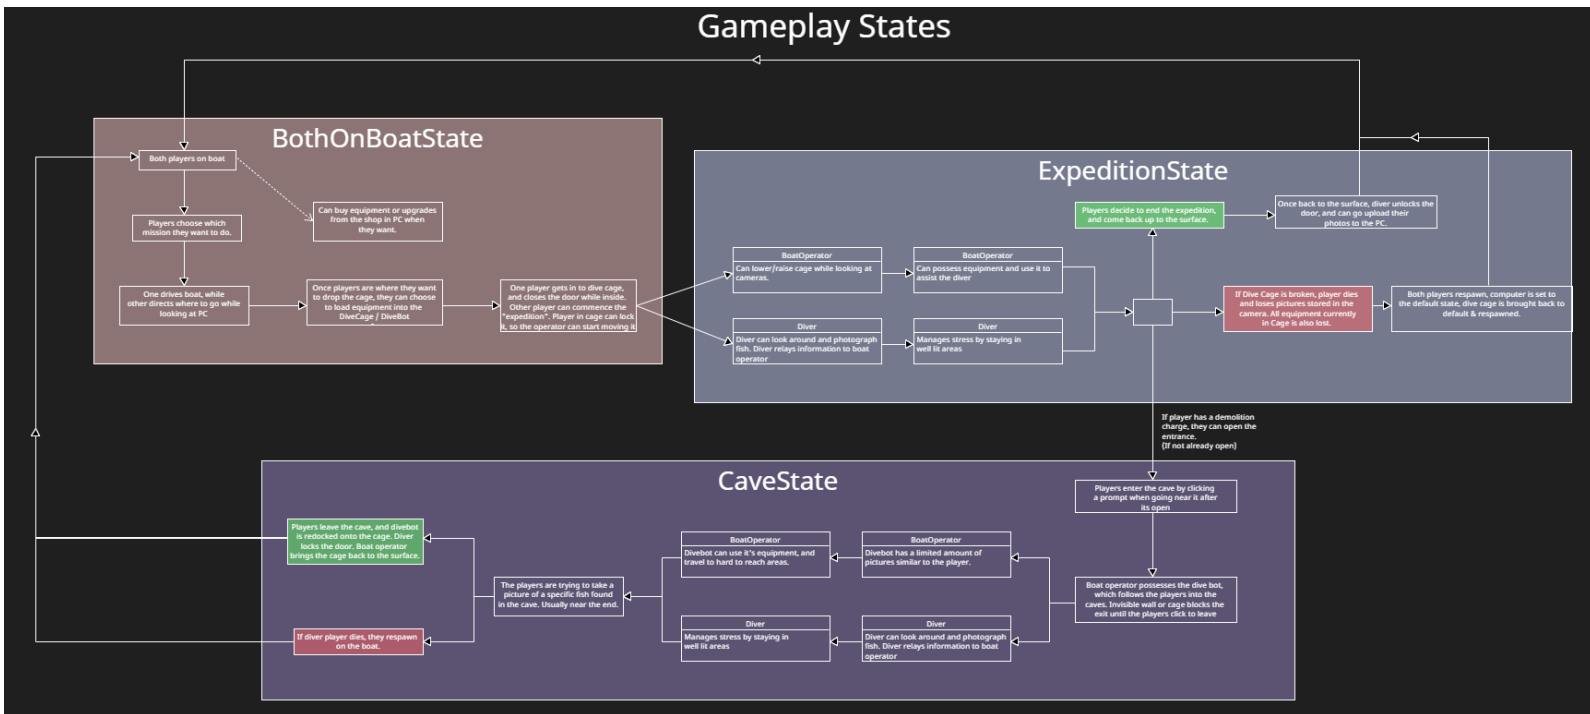 Gameplay States
BothOnBoatState
Both players on boat
Can buy equipment or upgrades
from the shop in PC when
they want.
Players choose which
mission they want to do.
One drives boat, while
other directs where to go while
looking at PC
Once players are where they want
to drop the cage, they can choose
to load equipment into the
DiveCage / DiveBot
One player gets in to dive cage,
and closes the door while inside.
Other player can commence the
"expedition". Player in cage can lock
it, so the operator can start moving it
ExpeditionState
Players decide to end the expedition,
and come back up to the surface.
Once back to the surface, diver unlocks the
door, and can go upload their
photos to the PC.
BoatOperator
Can lower/raise cage while looking at
cameras.
BoatOperator
Can possess equipment and use it to
assist the diver
Diver
Diver can look around and photograph
fish. Diver relays information to boat
operator
Diver
Manages stress by staying in
well lit areas
If Dive Cage is broken, player dies
and loses pictures stored in the
camera. All equipment currently
in Cage is also lost.
Both players respawn, computer is set to
the default state, dive cage is brought back to
default & respawned.
If player has a demolition
charge, they can open the
entrance.
(If not already open)
CaveState
Players enter the cave by clicking
a prompt when going near it after
its open
Boat operator possesses the dive bot,
which follows the players into the
caves. Invisible wall or cage blocks the
exit until the players click to leave
BoatOperator
Divebot has a limited amount of
pictures similar to the player.
BoatOperator
Divebot can use it's equipment, and
travel to hard to reach areas.
Diver
Diver can look around and photograph
fish. Diver relays information to boat
operator
Diver
Manages stress by staying in
well lit areas
The players are trying to take a
picture of a specific fish found
in the cave. Usually near the end.
Players leave the cave, and divebot
is redocked onto the cage. Diver
locks the door. Boat operator
brings the cage back to the surface.
If diver player dies, they respawn
on the boat.